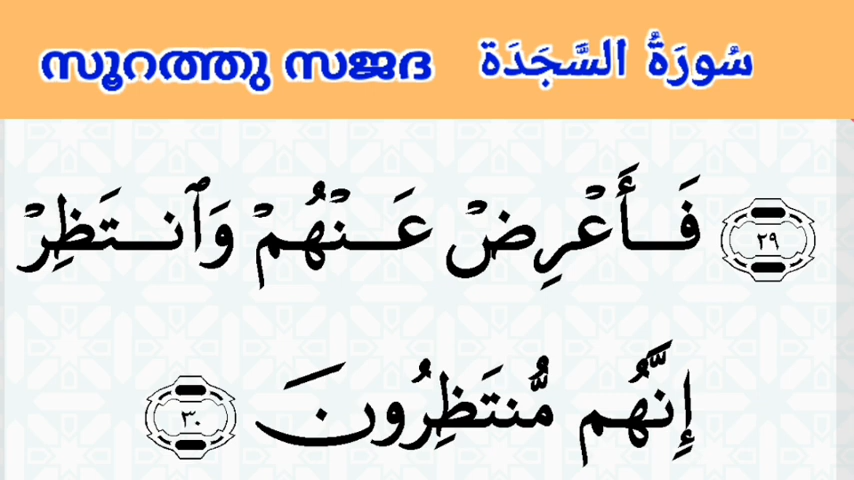 സൂറത്തു സജദ سُورَةُ السَّجَدَة
٢٩ فَأَعْرِضْ عَنْهُمْ وَٱنتَظِرْ
إِنَّهُم مُّنتَظِرُونَ ٣٠